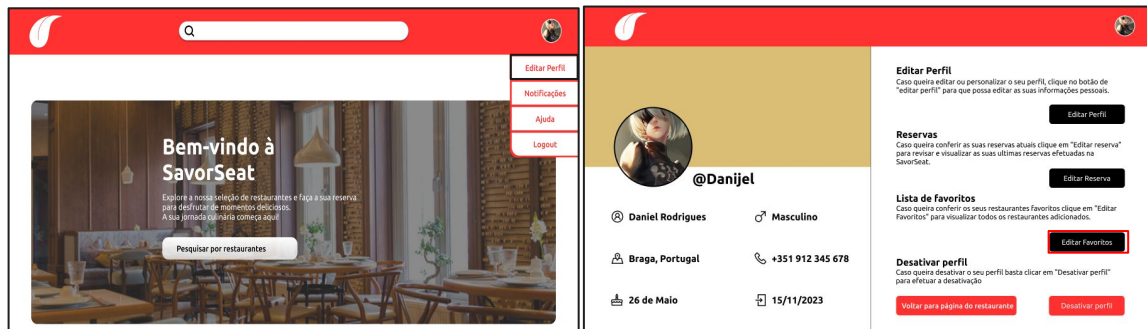 Editar Perfil
Notificações
Ajuda
Logout
Bem-vindo à
SavorSeat
Explore a nossa seleção de restaurantes e faça a sua reserva
para desfrutar de momentos deliciosos.
A sua jornada culinária começa aqui!
Pesquisar por restaurantes
@Danijel
Daniel Rodrigues
Masculino
Braga, Portugal
+351 912 345 678
26 de Maio
15/11/2023
Editar Perfil
Caso queira editar ou personalizar o seu perfil, clique no botão de
"editar perfil" para que possa editar as suas informações pessoais.
Editar Perfil
Reservas
Caso queira conferir as suas reservas atuais clique em "Editar reserva"
para revisar e visualizar as suas ultimas reservas efetuadas na
SavorSeat.
Editar Reserva
Lista de favoritos
Caso queira conferir os seus restaurantes favoritos clique em "Editar
Favoritos" para visualizar todos os restaurantes adicionados.
Editar Favoritos
Desativar perfil
Caso queira desativar o seu perfil basta clicar em "Desativar perfil"
para efetuar a desativação
Voltar para página do restaurante
Desativar perfil